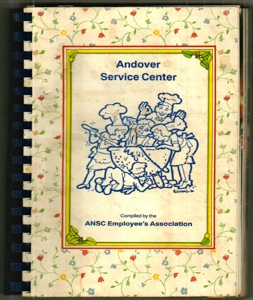 Andover
Service Center
Compiled by the
ANSC Employee's Association